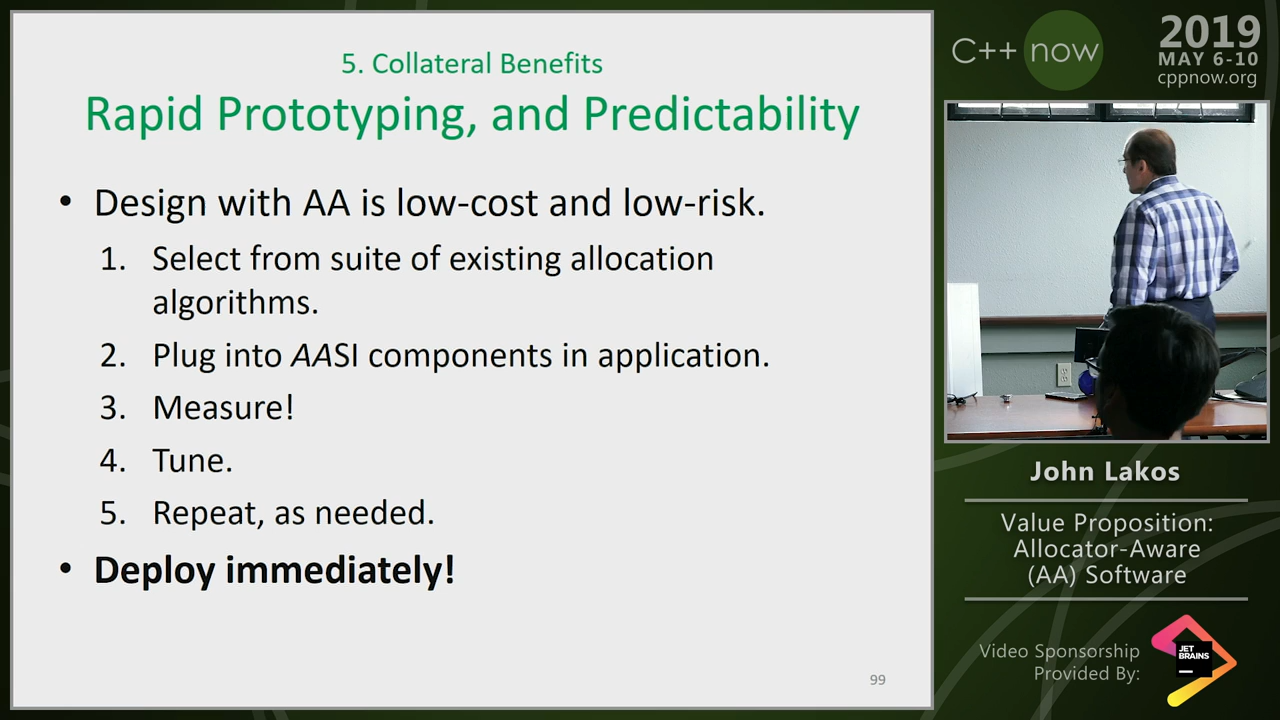 5. Collateral Benefits
Rapid Prototyping, and Predictability
• Design with AA is low-cost and low-risk.
1. Select from suite of existing allocation
algorithms.
2. Plug into AASI components in application.
3. Measure!
4. Tune.
5. Repeat, as needed.
• Deploy immediately!
99
C++ now
2019
MAY 6-10
cppnow.org
John Lakos
Value Proposition:
Allocator-Aware
(AA) Software
Video Sponsorship
Provided By:
JET
BRAINS